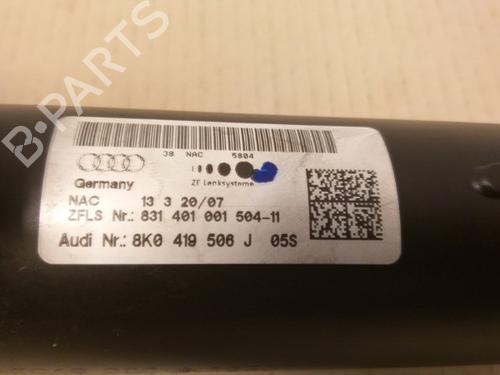 B-PARTS
38 NAC 5804
Germany
ZF Lenksysteme
NAC 13 3 20/07
ZFLS Nr.: 831 401 001 504-11
Audi Nr.: 8K0 419 506 J 05S